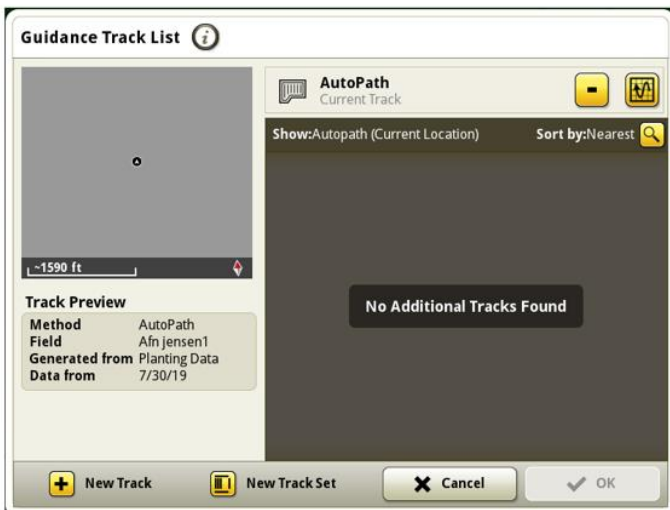 Guidance Track List i
AutoPath
Current Track
Show:Autopath (Current Location) Sort by:Nearest
~1590 ft
No Additional Tracks Found
Track Preview
Method AutoPath
Field Afn jensen1
Generated from Planting Data
Data from 7/30/19
New Track New Track Set Cancel OK